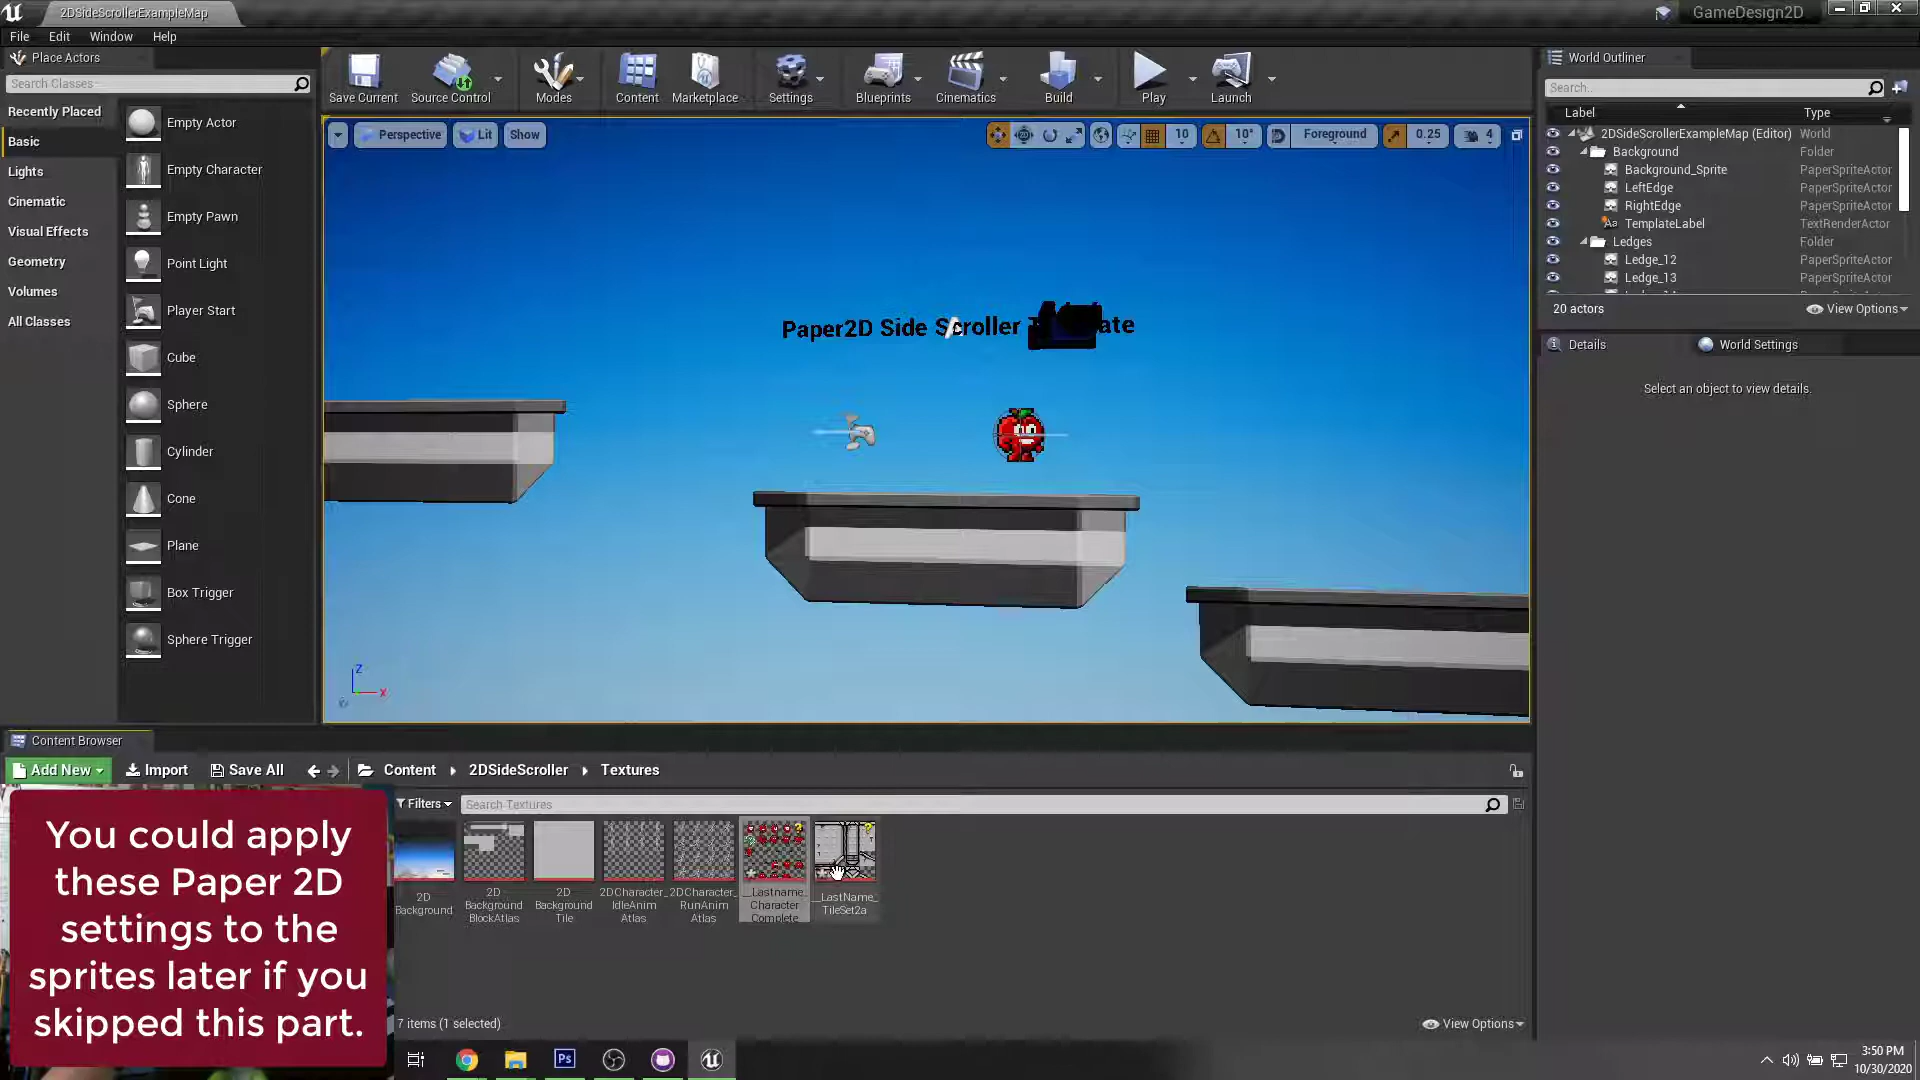 2DSideScrollerExampleMap
GameDesign2D
File Edit Window Help
Place Actors
Search Classes
Recently Placed
Basic
Lights
Cinematic
Visual Effects
Geometry
Volumes
All Classes
Empty Actor
Empty Character
Empty Pawn
Point Light
Player Start
Cube
Sphere
Cylinder
Cone
Plane
Box Trigger
Sphere Trigger
Save Current
Source Control
Modes
Content
Marketplace
Settings
Blueprints
Cinematics
Build
Play
Launch
Perspective Lit Show
10 10° Foreground 0.25 4
Paper2D Side Scroller
Z
X
World Outliner
Search...
Label Type
2DSideScrollerExampleMap (Editor) World
Background Folder
Background_Sprite PaperSpriteActor
LeftEdge PaperSpriteActor
RightEdge PaperSpriteActor
TemplateLabel TextRenderActor
Ledges Folder
Ledge_12 PaperSpriteActor
Ledge_13 PaperSpriteActor
20 actors View Options
Details World Settings
Select an object to view details.
Content Browser
Add New Import Save All Content 2DSideScroller Textures
Filters Search Textures
2D
Background
2D
Background
BlockAtlas
2D
Background
Tile
2DCharacter_
IdleAnim
Atlas
2DCharacter_
RunAnim
Atlas
_Lastname_
Character
Complete
_LastName_
TileSet2a
7 items (1 selected)
View Options
You could apply
these Paper 2D
settings to the
sprites later if you
skipped this part.
Ps
3:50 PM
10/30/2020